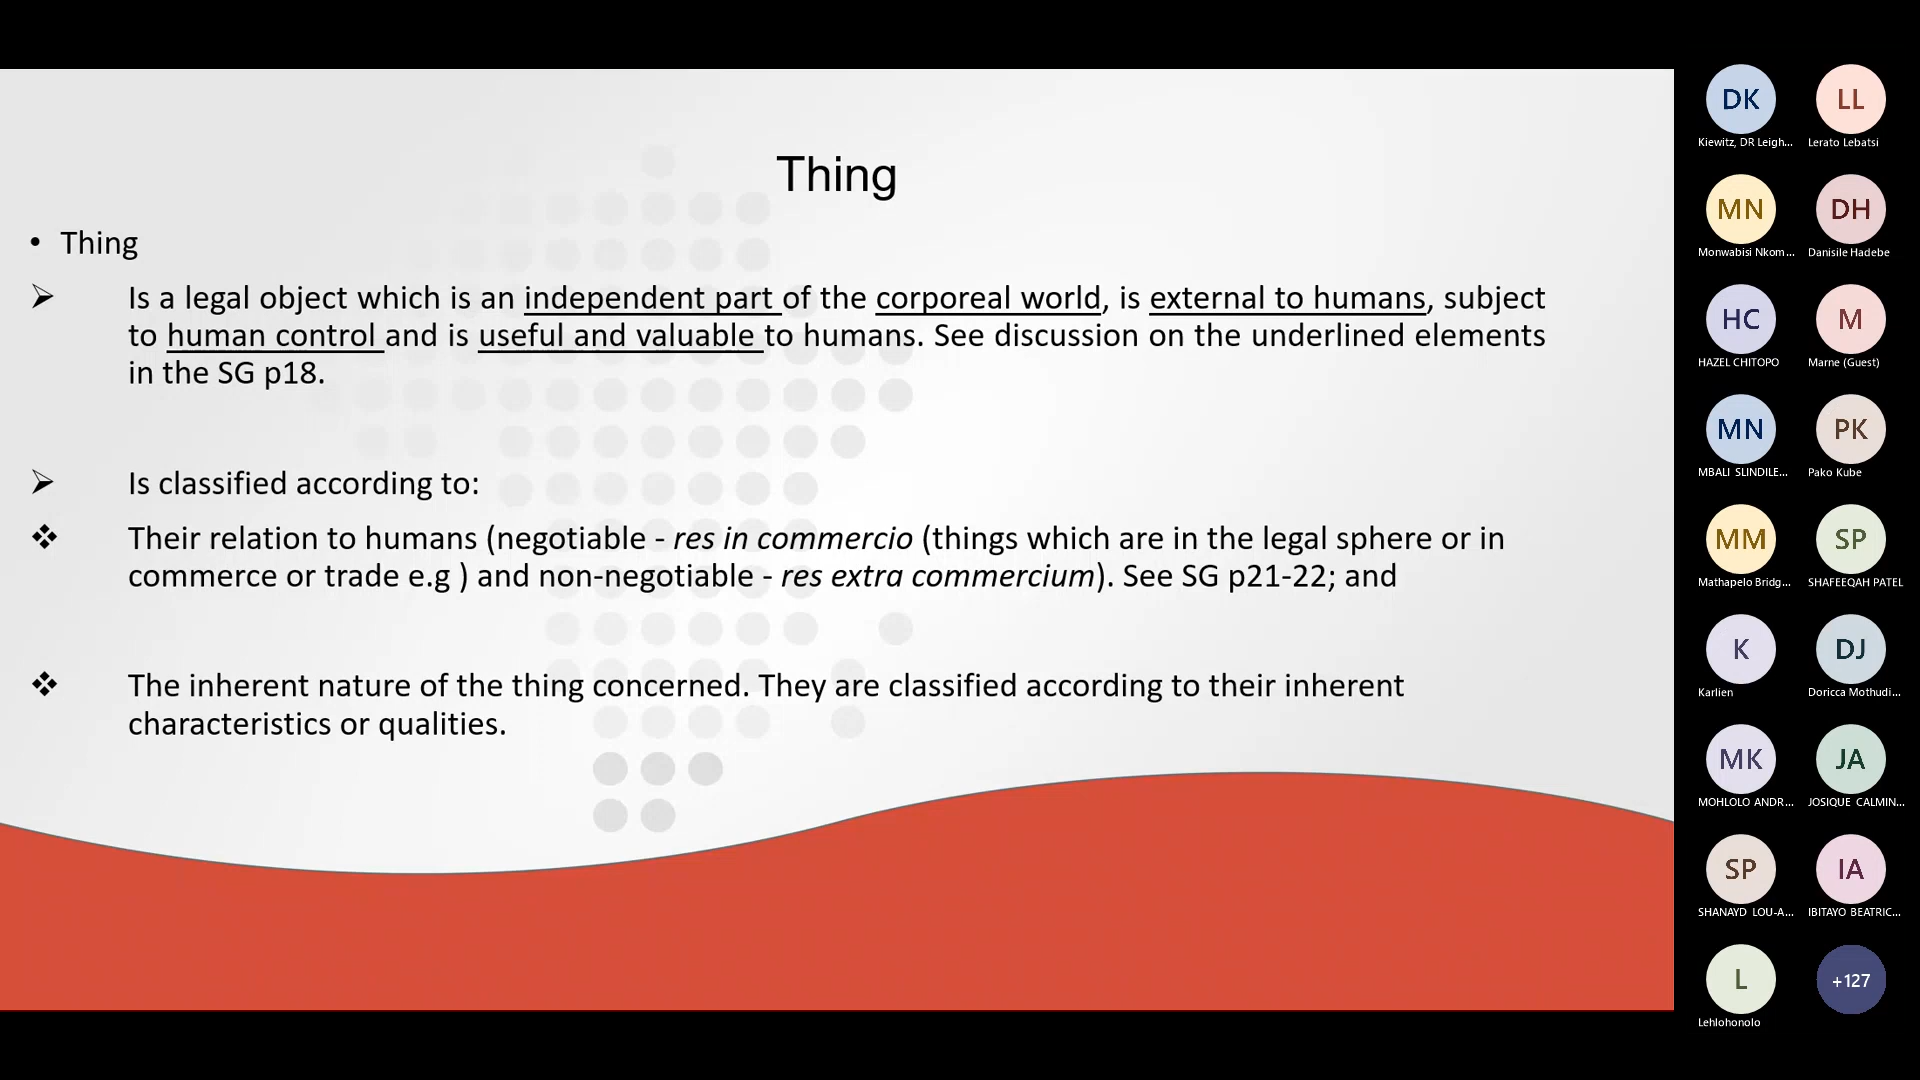 Thing
• Thing
➢ Is a legal object which is an independent part of the corporeal world, is external to humans, subject
to human control and is useful and valuable to humans. See discussion on the underlined elements
in the SG p18.
➢ Is classified according to:
❖ Their relation to humans (negotiable - res in commercio (things which are in the legal sphere or in
commerce or trade e.g ) and non-negotiable - res extra commercium). See SG p21-22; and
❖ The inherent nature of the thing concerned. They are classified according to their inherent
characteristics or qualities.
DK
Kiewitz, DR Leigh...
LL
Lerato Lebatsi
MN
Monwabisi Nkom...
DH
Danisile Hadebe
HC
HAZEL CHITOPO
M
Marne (Guest)
MN
MBALI SLINDILE...
PK
Pako Kube
MM
Mathapelo Bridg...
SP
SHAFEEQAH PATEL
K
Karlien
DJ
Doricca Mothudi...
MK
MOHLOLO ANDR...
JA
JOSIQUE CALMIN...
SP
SHANAYD LOU-A...
IA
IBITAYO BEATRIC...
L
Lehlohonolo
+127